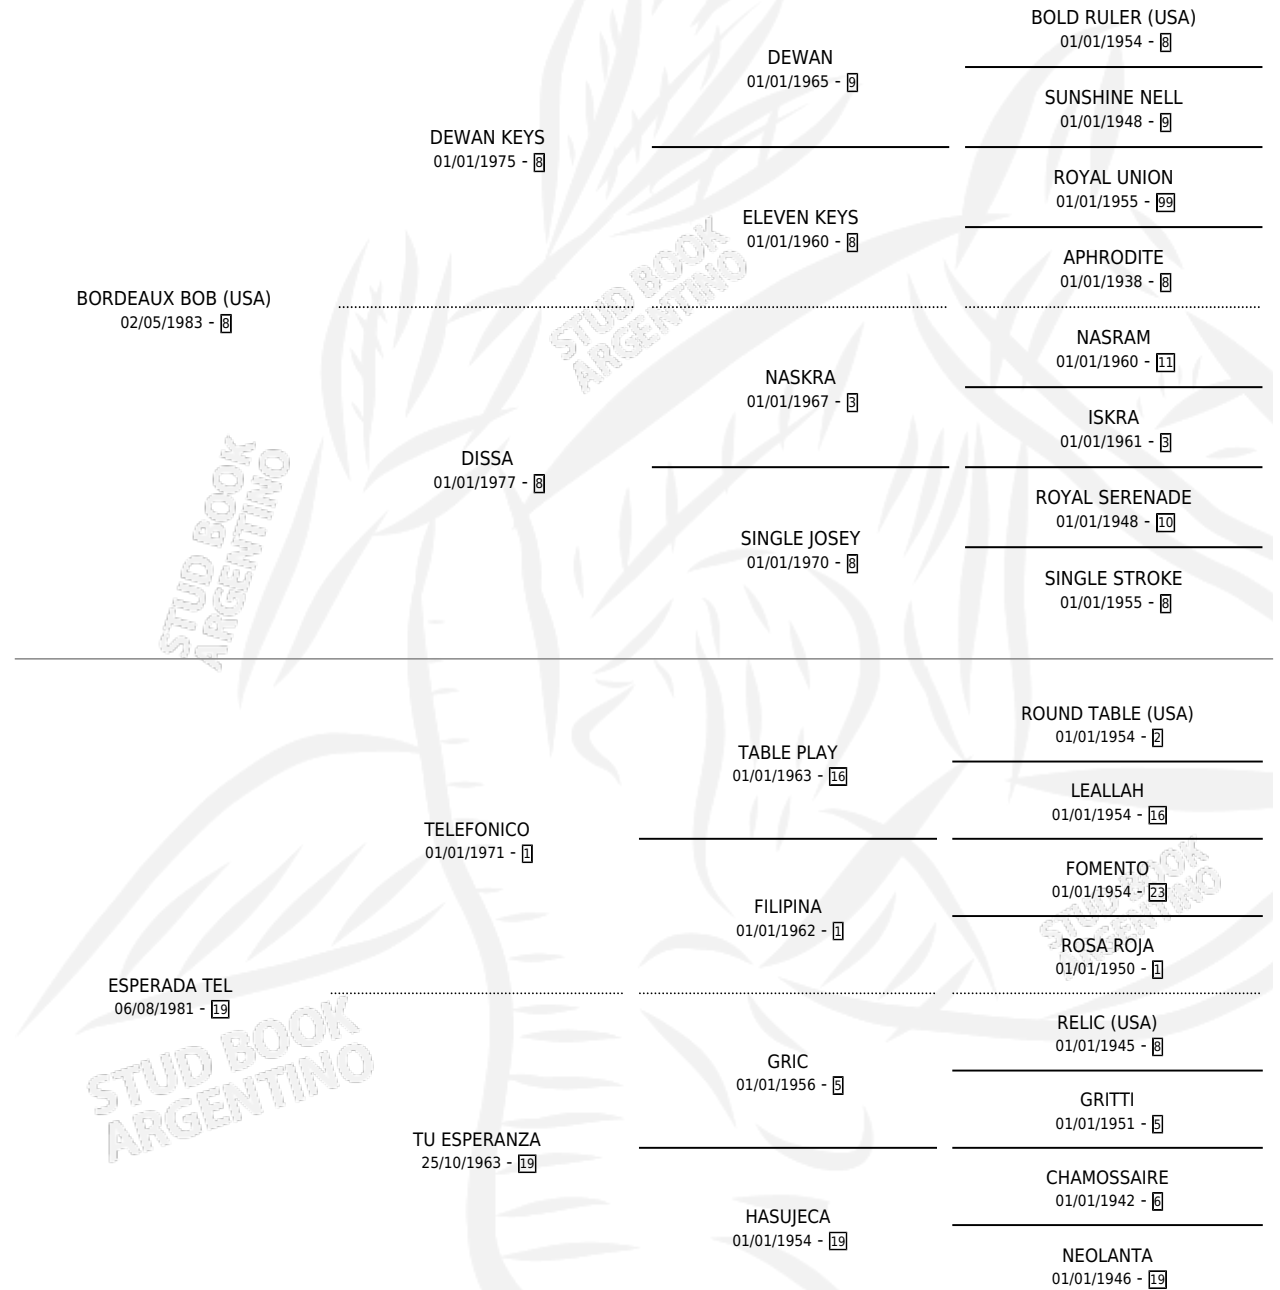 BOLD RULER (USA)
01/01/1954 - 8
DEWAN
01/01/1965 - 9
SUNSHINE NELL
01/01/1948 - 9
DEWAN KEYS
01/01/1975 - 8
ROYAL UNION
01/01/1955 - 99
ELEVEN KEYS
01/01/1960 - 8
APHRODITE
01/01/1938 - 8
BORDEAUX BOB (USA)
02/05/1983 - 8
STUD BOOK
ARGENTINO
NASRAM
01/01/1960 - 11
NASKRA
01/01/1967 - 3
ISKRA
01/01/1961 - 3
DISSA
01/01/1977 - 8
ROYAL SERENADE
01/01/1948 - 10
SINGLE JOSEY
01/01/1970 - 8
SINGLE STROKE
01/01/1955 - 8
STUD BOOK
ARGENTINO
ROUND TABLE (USA)
01/01/1954 - 2
TABLE PLAY
01/01/1963 - 16
LEALLAH
01/01/1954 - 16
TELEFONICO
01/01/1971 - 1
FOMENTO
01/01/1954 - 23
FILIPINA
01/01/1962 - 1
STUD BOOK
ARGENTINO
ROSA ROJA
01/01/1950 - 1
ESPERADA TEL
06/08/1981 - 19
RELIC (USA)
01/01/1945 - 8
GRIC
01/01/1956 - 5
STUD BOOK
ARGENTINO
GRITTI
01/01/1951 - 5
TU ESPERANZA
25/10/1963 - 19
CHAMOSSAIRE
01/01/1942 - 6
HASUJECA
01/01/1954 - 19
NEOLANTA
01/01/1946 - 19